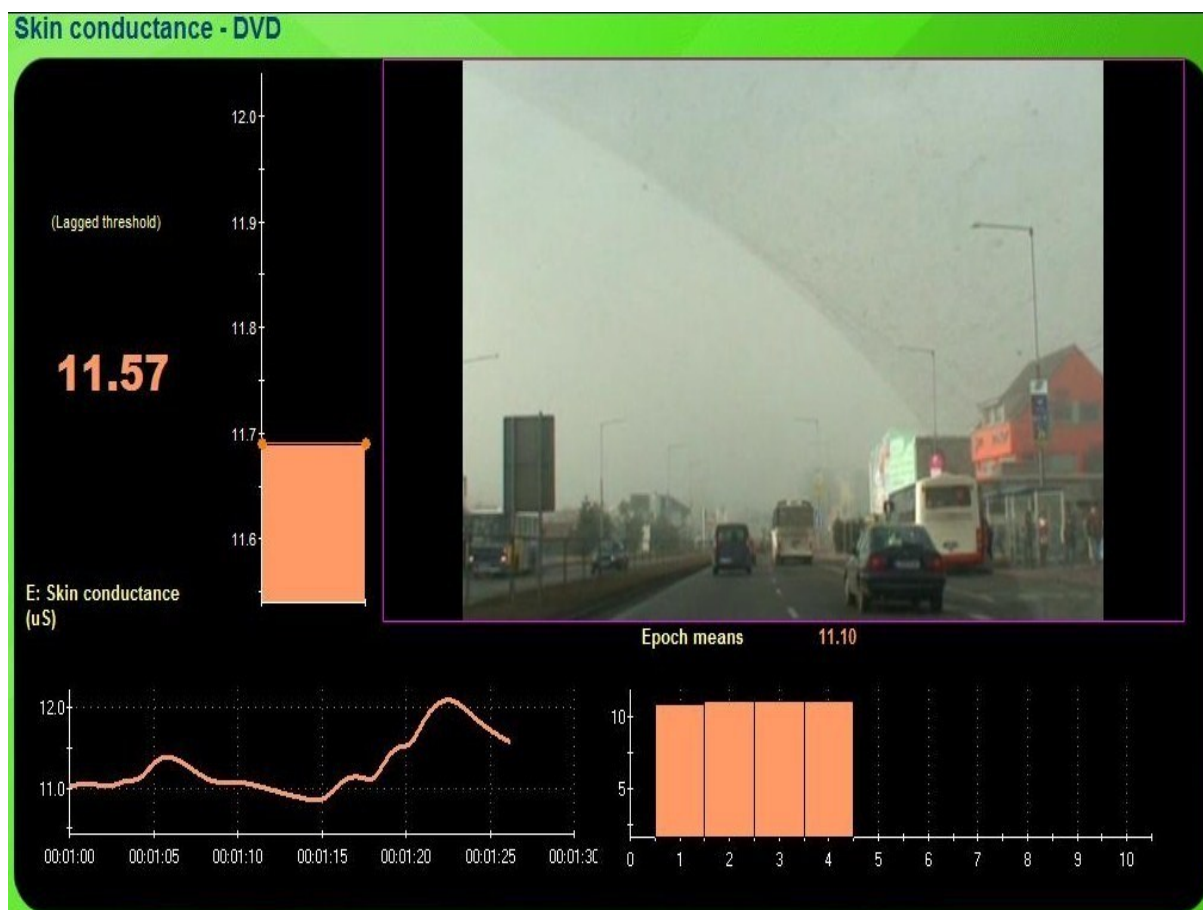 Skin conductance - DVD
12.0
(Lagged threshold)
11.9
11.8
11.57
11.7
11.6
E: Skin conductance
(uS)
Epoch means 11.10
12.0
11.0
00:01:00 00:01:05 00:01:10 00:01:15 00:01:20 00:01:25 00:01:30
10
5
0 1 2 3 4 5 6 7 8 9 10